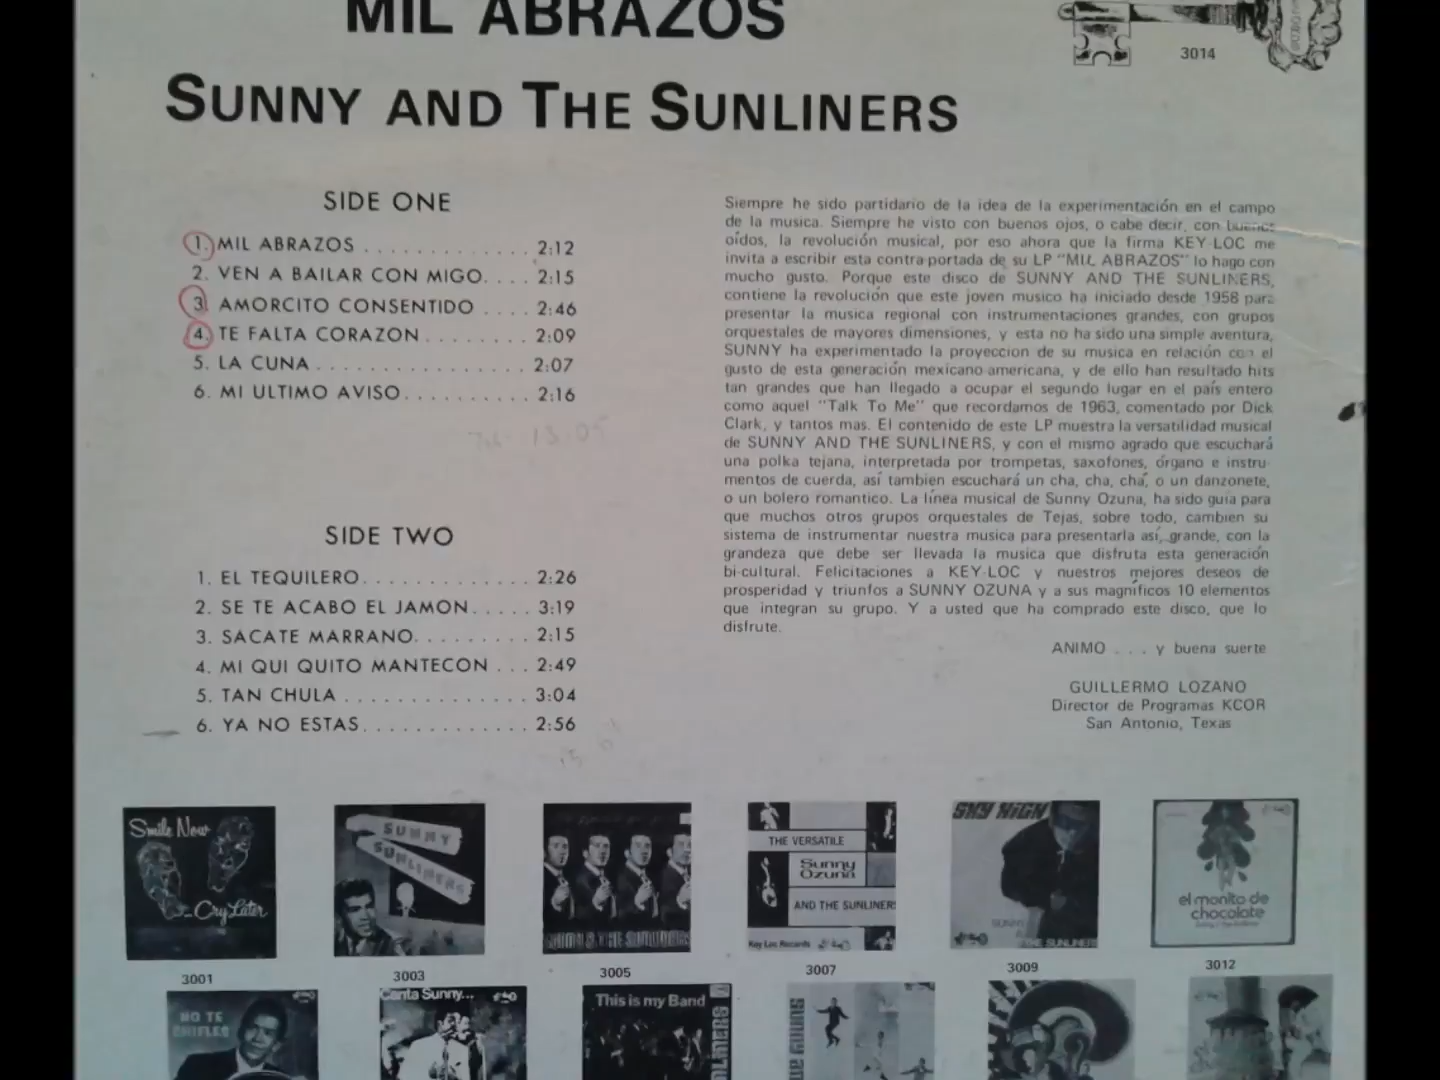 MIL ABRAZOS
3014
SUNNY AND THE SUNLINERS
SIDE ONE
1. MIL ABRAZOS . . . . . . . . . . . 2:12
2. VEN A BAILAR CON MIGO. . . . 2:15
3. AMORCITO CONSENTIDO . . . . 2:46
4. TE FALTA CORAZON . . . . . . . . 2:09
5. LA CUNA . . . . . . . . . . . . . . . . 2:07
6. MI ULTIMO AVISO. . . . . . . . . . 2:16
SIDE TWO
1. EL TEQUILERO. . . . . . . . . . . . . 2:26
2. SE TE ACABO EL JAMON. . . . . 3:19
3. SACATE MARRANO. . . . . . . . . 2:15
4. MI QUI QUITO MANTECON . . . 2:49
5. TAN CHULA . . . . . . . . . . . . . . 3:04
6. YA NO ESTAS. . . . . . . . . . . . . 2:56
Siempre he sido partidario de la idea de la experimentación en el campo
de la musica. Siempre he visto con buenos ojos, o cabe decir, con buenos
oídos, la revolución musical, por eso ahora que la firma KEY-LOC me
invita a escribir esta contra-portada de su LP "MIL ABRAZOS" lo hago con
mucho gusto. Porque este disco de SUNNY AND THE SUNLINERS,
contiene la revolución que este joven musico ha iniciado desde 1958 para
presentar la musica regional con instrumentaciones grandes, con grupos
orquestales de mayores dimensiones, y esta no ha sido una simple aventura,
SUNNY ha experimentado la proyeccion de su musica en relación con el
gusto de esta generación mexicano-americana, y de ello han resultado hits
tan grandes que han llegado a ocupar el segundo lugar en el país entero
como aquel "Talk To Me" que recordamos de 1963, comentado por Dick
Clark, y tantos mas. El contenido de este LP muestra la versatilidad musical
de SUNNY AND THE SUNLINERS, y con el mismo agrado que escuchará
una polka tejana, interpretada por trompetas, saxofones, órgano e instru-
mentos de cuerda, así tambien escuchará un cha, cha, chá, o un danzonete,
o un bolero romantico. La línea musical de Sunny Ozuna, ha sido guía para
que muchos otros grupos orquestales de Tejas, sobre todo, cambien su
sistema de instrumentar nuestra musica para presentarla así, grande, con la
grandeza que debe ser llevada la musica que disfruta esta generación
bi-cultural. Felicitaciones a KEY-LOC y nuestros mejores deseos de
prosperidad y triunfos a SUNNY OZUNA y a sus magníficos 10 elementos
que integran su grupo. Y a usted que ha comprado este disco, que lo
disfrute.
ANIMO . . . y buena suerte
GUILLERMO LOZANO
Director de Programas KCOR
San Antonio, Texas
Smile Now
Cry Later
SUNNY
SUNLINERS
SUNNY & THE SUNLINERS
THE VERSATILE
Sunny
Ozuna
AND THE SUNLINERS
Key Loc Records
SKY HIGH
SUNNY
& THE SUNLINERS
el monito de
chocolate
3001
3003
3005
3007
3009
3012
NO TE
CHIFLES
Canta Sunny...
This is my Band